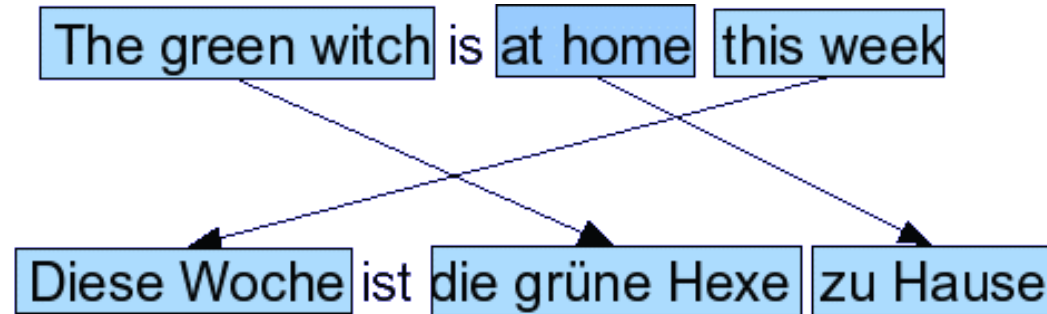 The green witch is at home this week
Diese Woche ist die grüne Hexe zu Hause